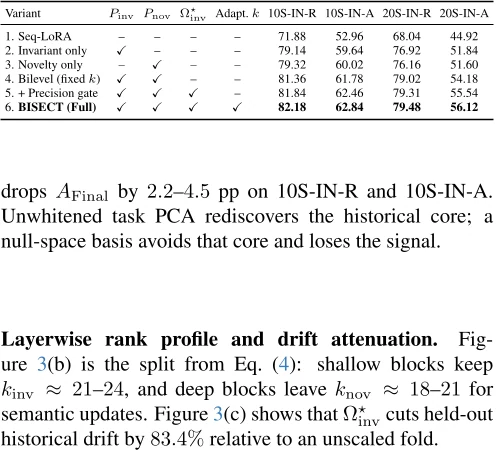 Variant P_inv P_nov Ω*_inv Adapt. k 10S-IN-R 10S-IN-A 20S-IN-R 20S-IN-A
1. Seq-LoRA – – – – 71.88 52.96 68.04 44.92
2. Invariant only ✓ – – – 79.14 59.64 76.92 51.84
3. Novelty only – ✓ – – 79.32 60.02 76.16 51.60
4. Bilevel (fixed k) ✓ ✓ – – 81.36 61.78 79.02 54.18
5. + Precision gate ✓ ✓ ✓ – 81.84 62.46 79.31 55.54
6. BISECT (Full) ✓ ✓ ✓ ✓ 82.18 62.84 79.48 56.12
drops A_Final by 2.2–4.5 pp on 10S-IN-R and 10S-IN-A.
Unwhitened task PCA rediscovers the historical core; a
null-space basis avoids that core and loses the signal.
Layerwise rank profile and drift attenuation. Fig-
ure 3(b) is the split from Eq. (4): shallow blocks keep
k_inv ≈ 21–24, and deep blocks leave k_nov ≈ 18–21 for
semantic updates. Figure 3(c) shows that Ω*_inv cuts held-out
historical drift by 83.4% relative to an unscaled fold.